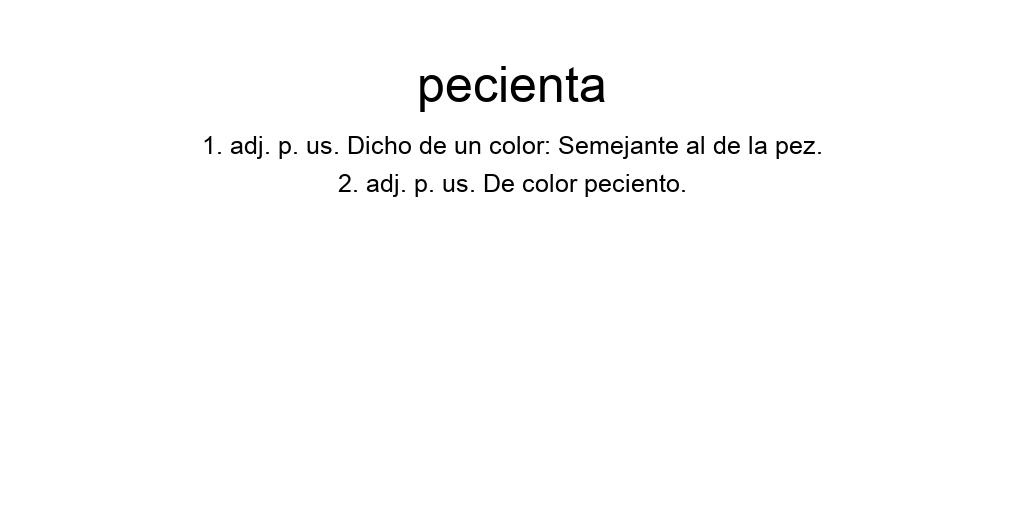 pecienta
1. adj. p. us. Dicho de un color: Semejante al de la pez.
2. adj. p. us. De color peciento.